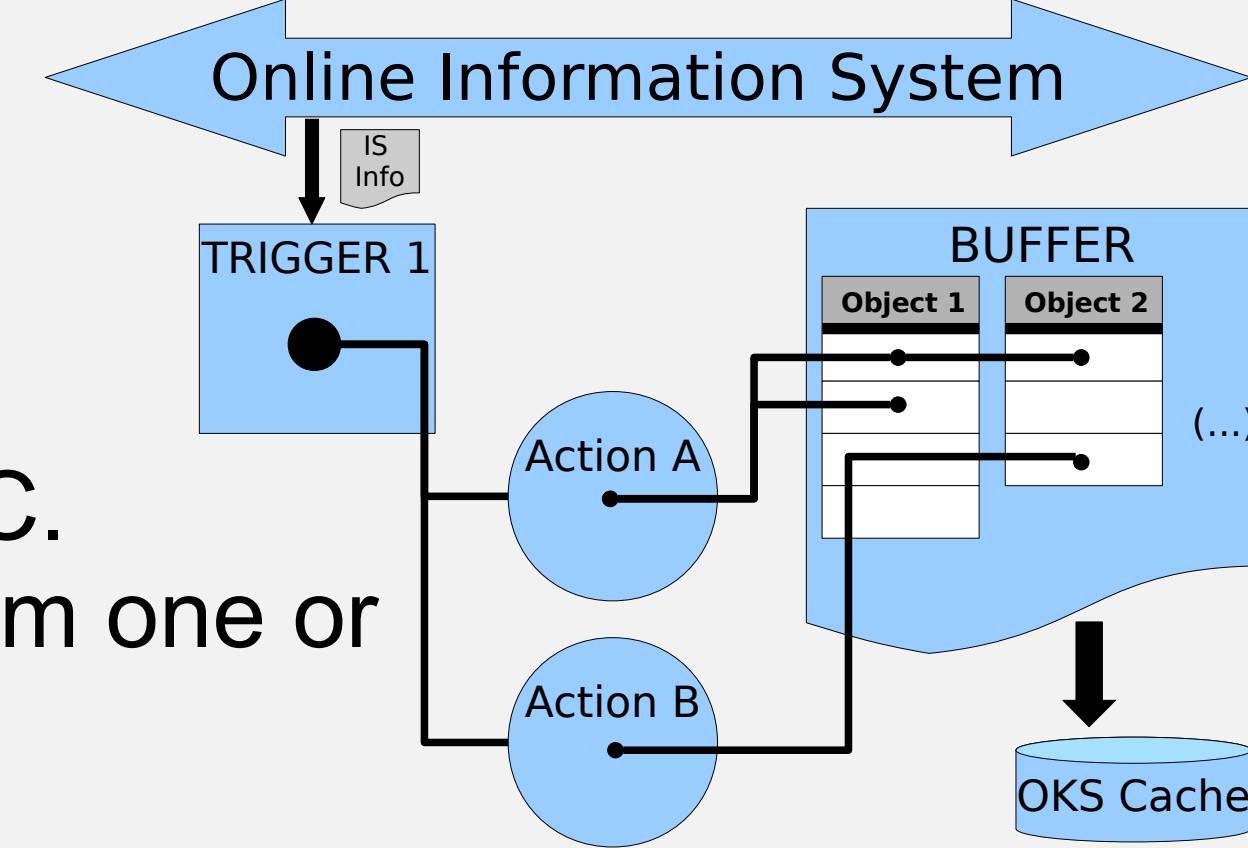 Online Information System
IS
Info
TRIGGER 1
BUFFER
Object 1
Object 2
(...)
Action A
C.
m one or
Action B
OKS Cache